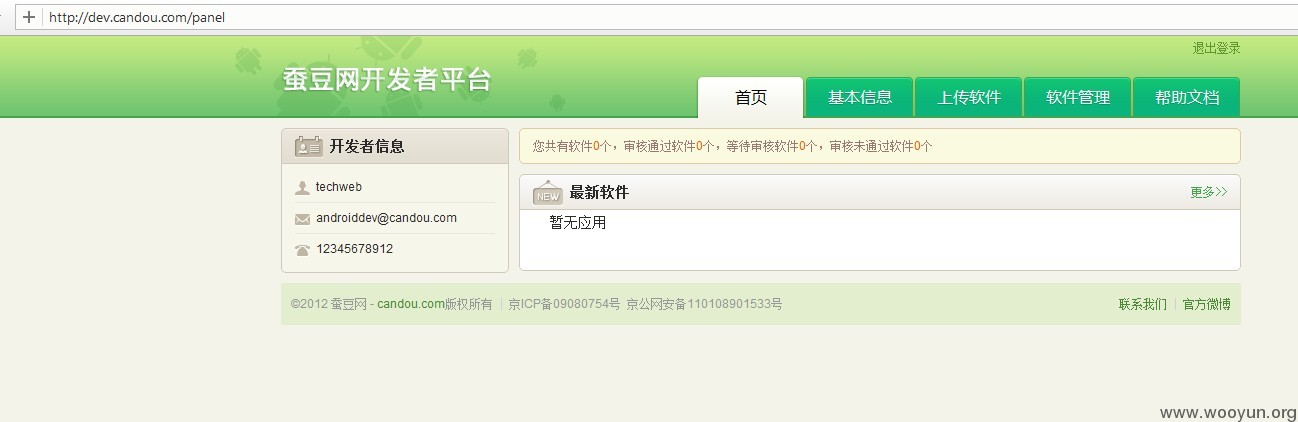 http://dev.candou.com/panel
退出登录
蚕豆网开发者平台
首页 基本信息 上传软件 软件管理 帮助文档
开发者信息
techweb
androiddev@candou.com
12345678912
您共有软件0个，审核通过软件0个，等待审核软件0个，审核未通过软件0个
NEW 最新软件 更多>>
暂无应用
©2012 蚕豆网 - candou.com版权所有 | 京ICP备09080754号 京公网安备110108901533号 联系我们 | 官方微博
www.wooyun.org